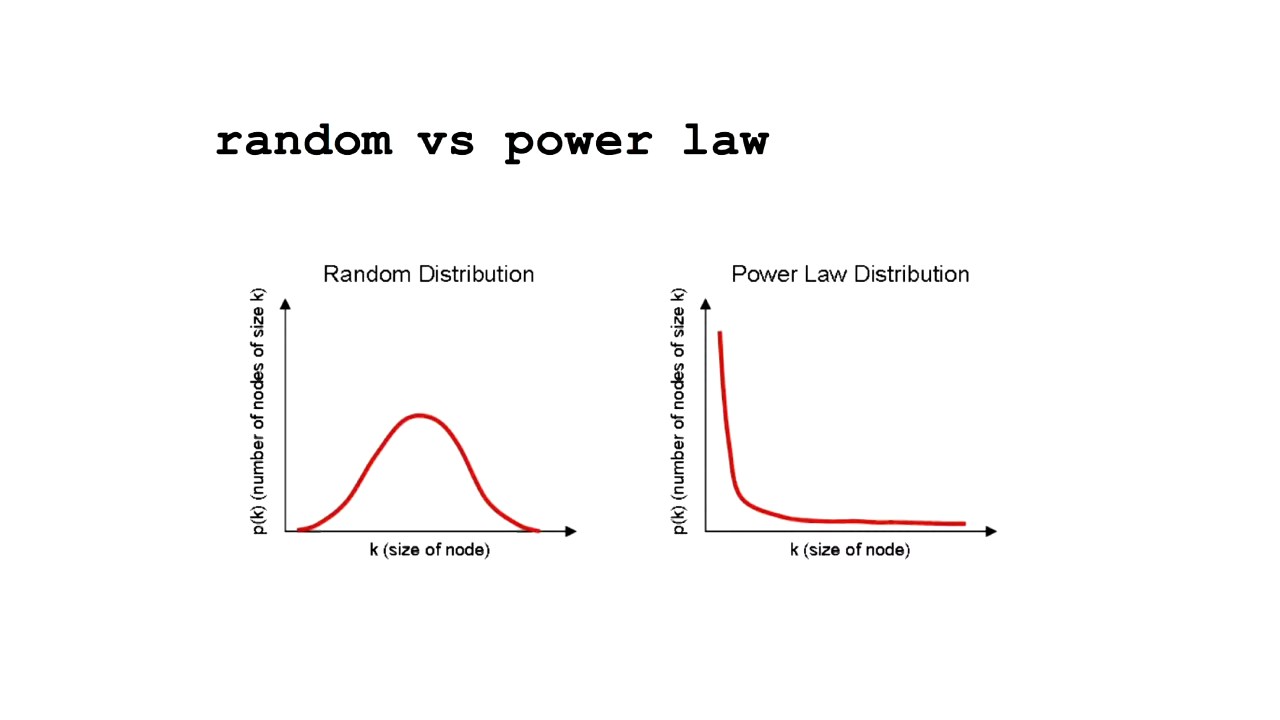 random vs power law
Random Distribution
p(k) (number of nodes of size k)
k (size of node)
Power Law Distribution
p(k) (number of nodes of size k)
k (size of node)